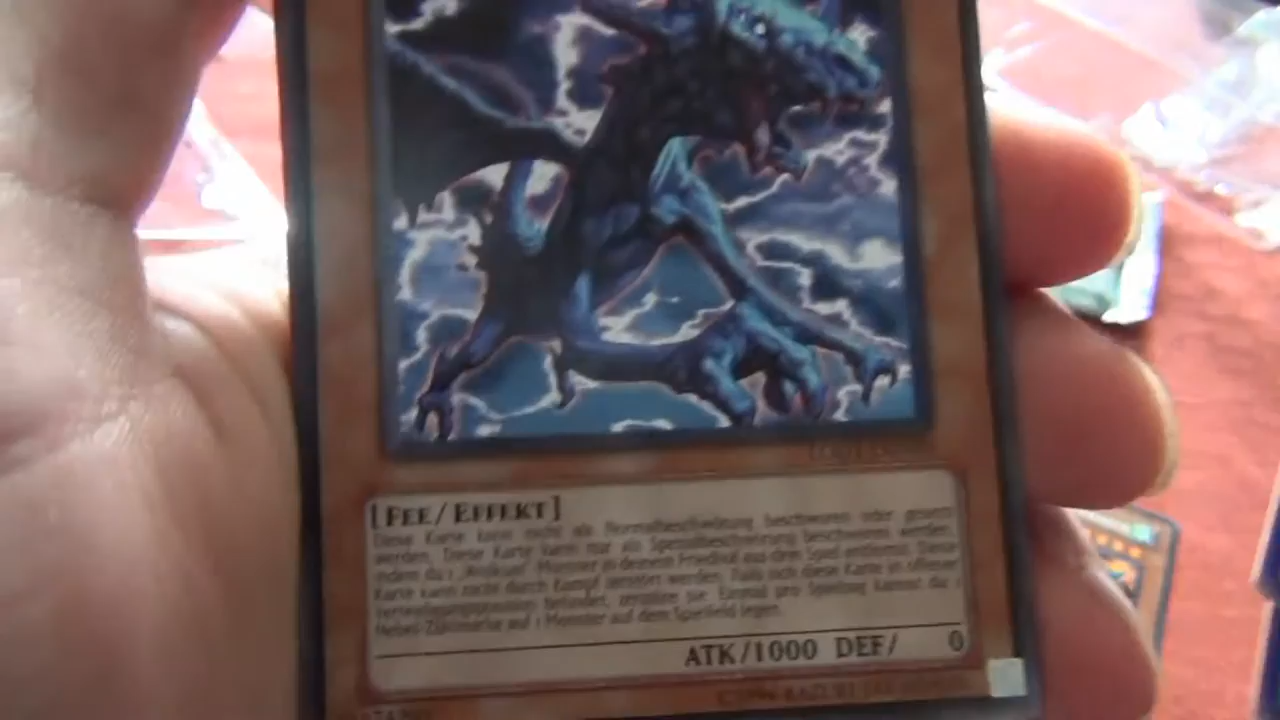 [FEE/EFFEKT]
Diese Karte kann nicht als Normalbeschwörung beschworen oder gesetzt
werden. Diese Karte kann nur als Spezialbeschwörung beschworen werden,
indem du 1 „Wolkian“ Monster in deinem Friedhof aus dem Spiel entfernst. Diese
Karte kann nicht durch Kampf zerstört werden. Falls sich diese Karte in offener
Verteidigungsposition befindet, zerstöre sie. Einmal pro Spielzug kannst du 1
Nebel-Zählmarke auf 1 Monster auf dem Spielfeld legen.
ATK/1000 DEF/ 0